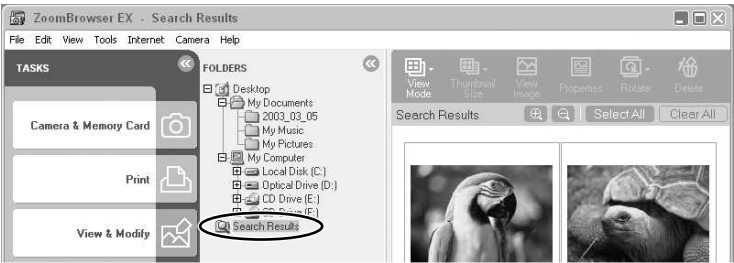 ZoomBrowser EX - Search Results
File Edit View Tools Internet Camera Help
TASKS
Camera & Memory Card
Print
View & Modify
FOLDERS
Desktop
My Documents
2003_03_05
My Music
My Pictures
My Computer
Local Disk (C:)
Optical Drive (D:)
CD Drive (E:)
CD Drive (F:)
Search Results
View Mode
Thumbnail Size
View Image
Properties
Rotate
Delete
Search Results
Select All
Clear All